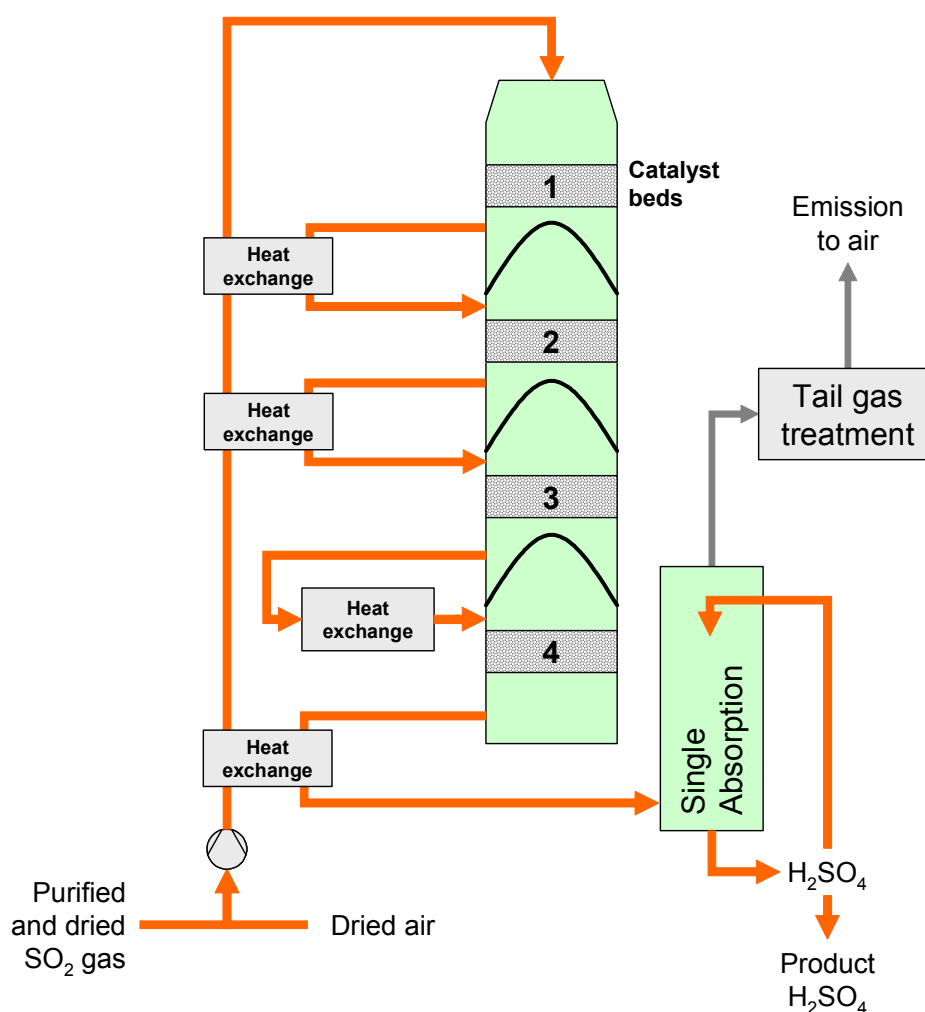 1
Catalyst
beds
Heat
exchange
2
Heat
exchange
3
Heat
exchange
4
Heat
exchange
Purified
and dried
SO₂ gas
Dried air
Single
Absorption
Emission
to air
Tail gas
treatment
H₂SO₄
Product
H₂SO₄